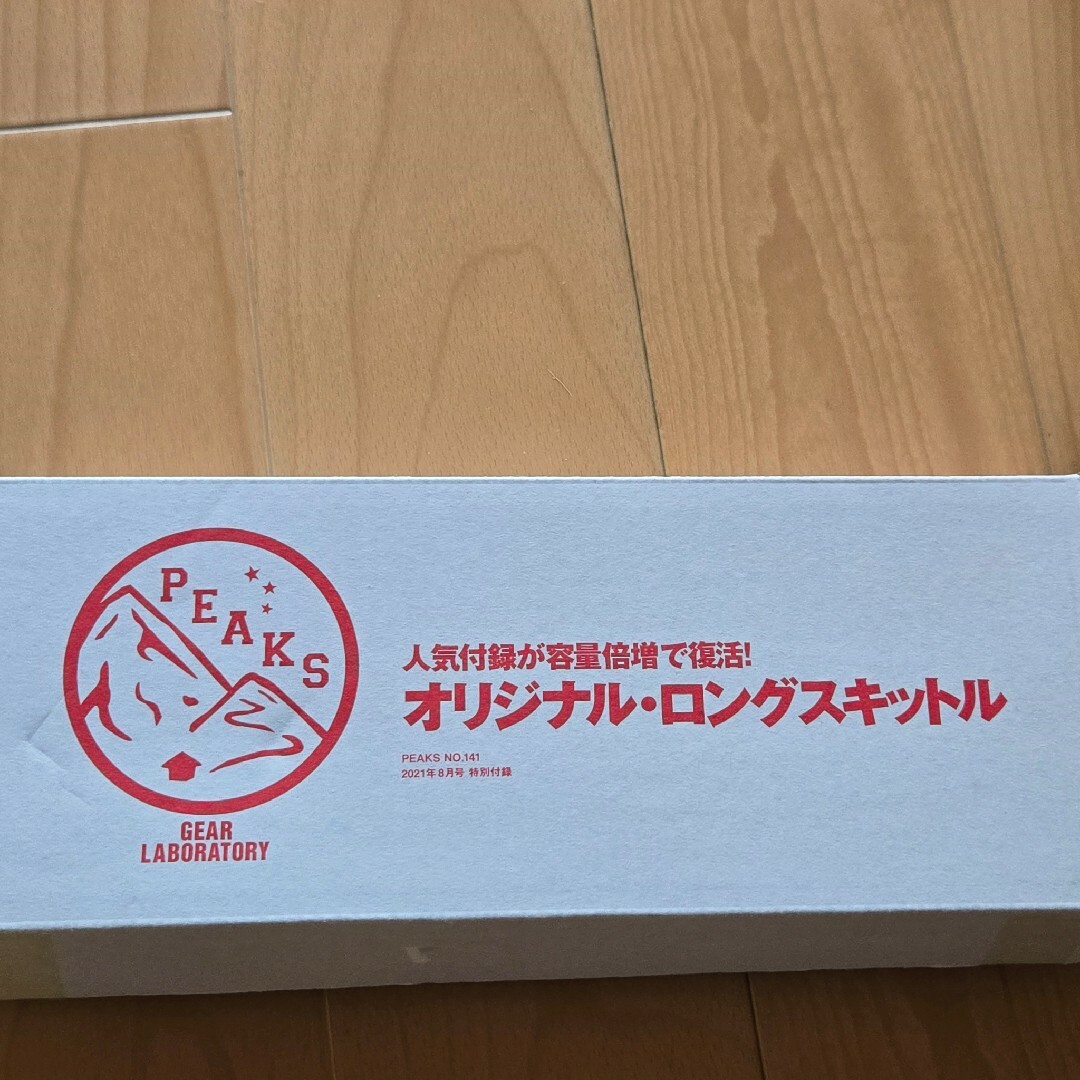 PEAKS
GEAR
LABORATORY
人気付録が容量倍増で復活!
オリジナル・ロングスキットル
PEAKS NO,141
2021年8月号 特別付録